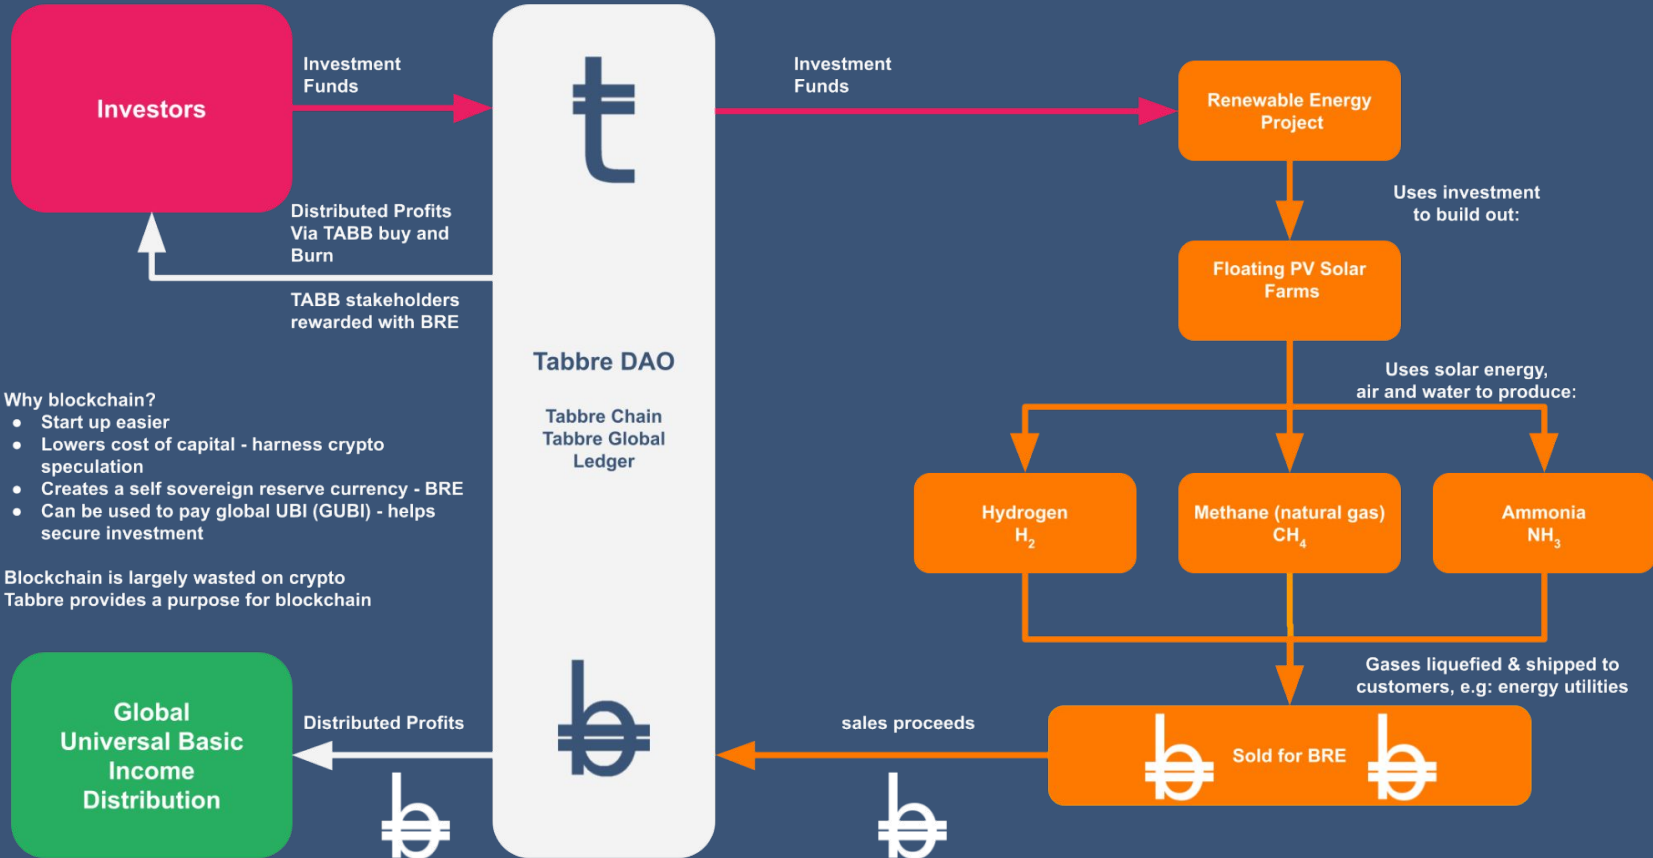 Investors
Investment
Funds
Investment
Funds
Renewable Energy
Project
Uses investment
to build out:
Distributed Profits
Via TABB buy and
Burn
TABB stakeholders
rewarded with BRE
Floating PV Solar
Farms
Tabbre DAO
Tabbre Chain
Tabbre Global
Ledger
Uses solar energy,
air and water to produce:
Why blockchain?
● Start up easier
● Lowers cost of capital - harness crypto
speculation
● Creates a self sovereign reserve currency - BRE
● Can be used to pay global UBI (GUBI) - helps
secure investment
Blockchain is largely wasted on crypto
Tabbre provides a purpose for blockchain
Hydrogen
H₂
Methane (natural gas)
CH₄
Ammonia
NH₃
Gases liquefied & shipped to
customers, e.g: energy utilities
Sold for BRE
sales proceeds
Distributed Profits
Global
Universal Basic
Income
Distribution